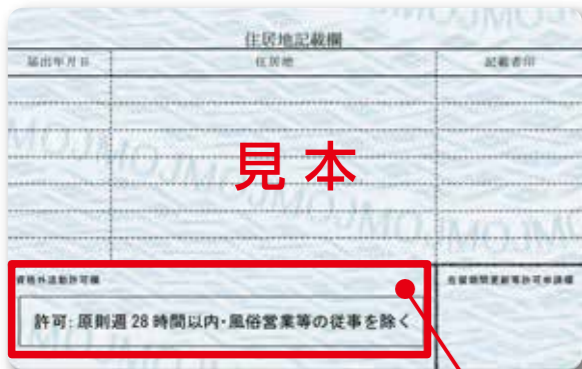 住居地記載欄
届出年月日 住居地 記載者印
見本
資格外活動許可欄 在留期間更新等許可申請欄
許可:原則週28時間以内・風俗営業等の従事を除く
MOJMOJMOJMOJMO
MOJMOJ